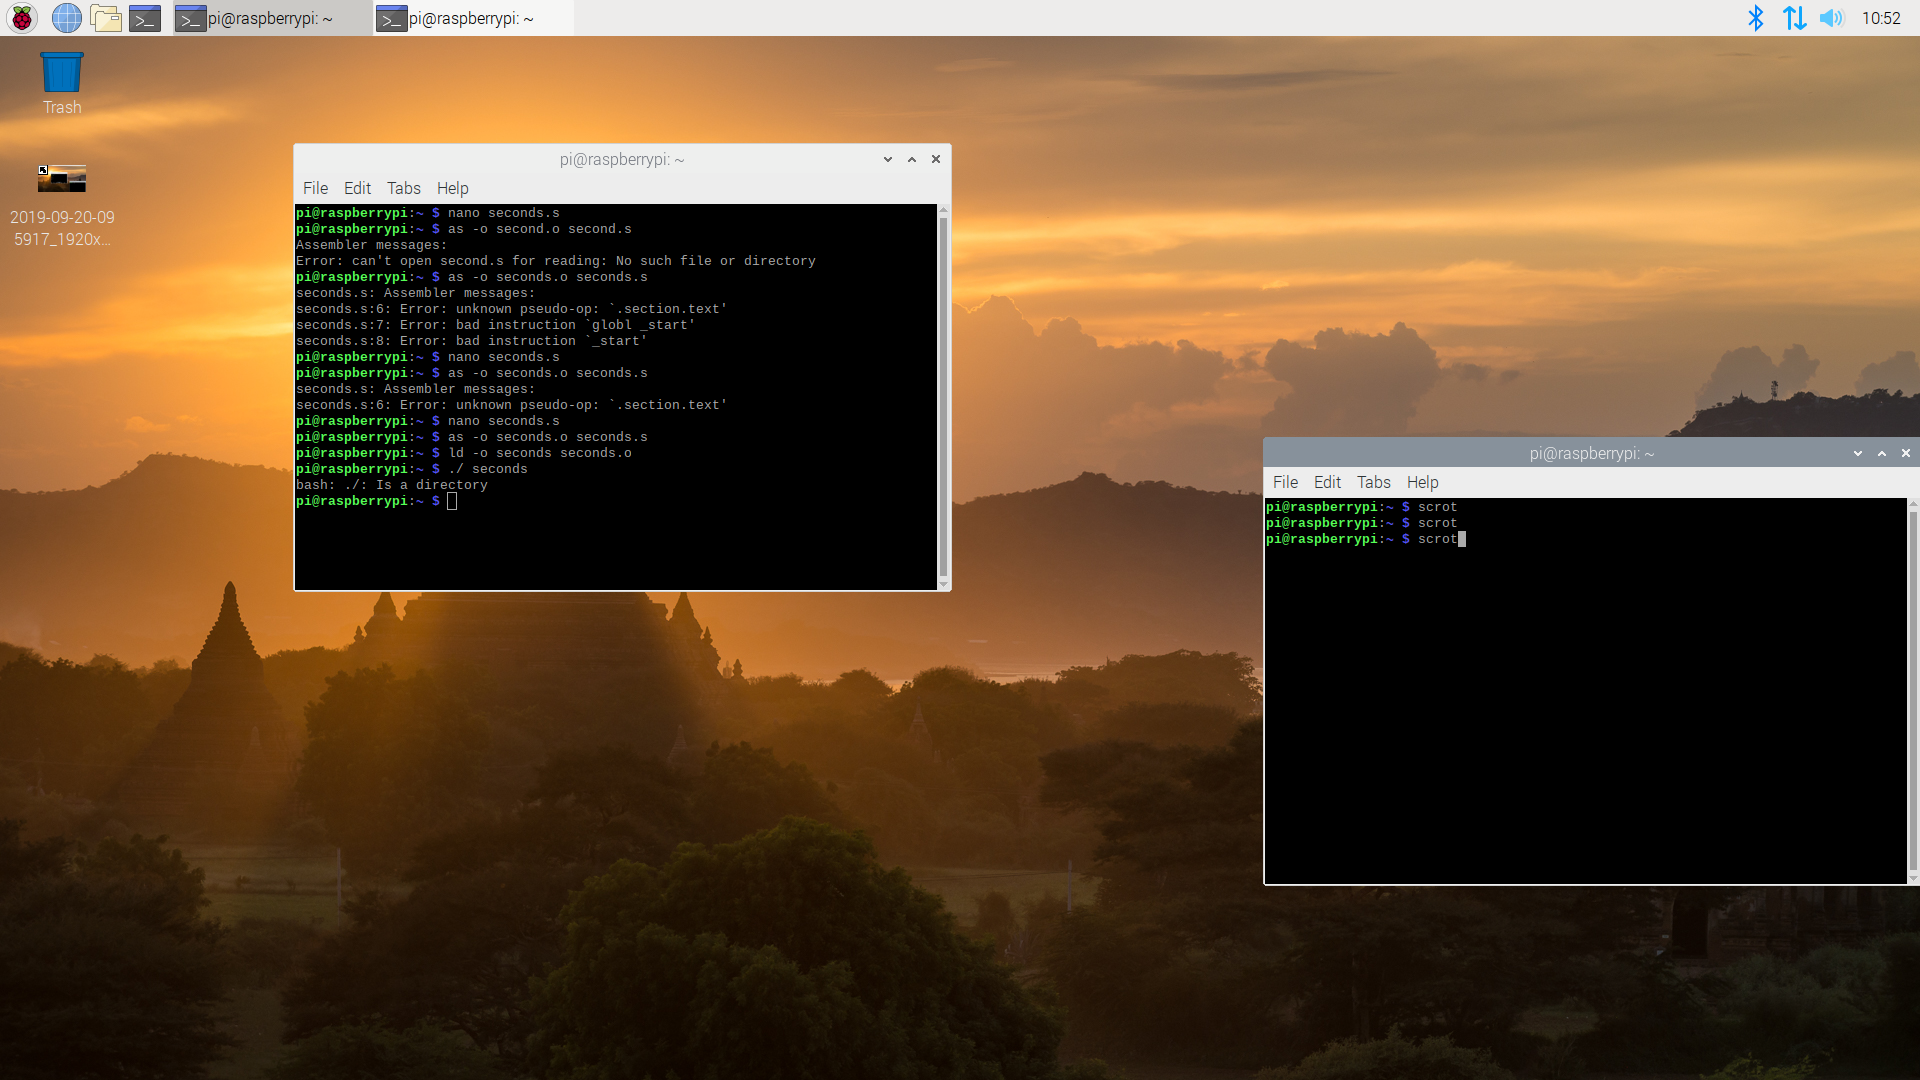 pi@raspberrypi: ~
pi@raspberrypi: ~
10:52
Trash
2019-09-20-09
5917_1920x...
pi@raspberrypi: ~
File Edit Tabs Help
pi@raspberrypi:~ $ nano seconds.s
pi@raspberrypi:~ $ as -o second.o second.s
Assembler messages:
Error: can't open second.s for reading: No such file or directory
pi@raspberrypi:~ $ as -o seconds.o seconds.s
seconds.s: Assembler messages:
seconds.s:6: Error: unknown pseudo-op: `.section.text'
seconds.s:7: Error: bad instruction `globl _start'
seconds.s:8: Error: bad instruction `_start'
pi@raspberrypi:~ $ nano seconds.s
pi@raspberrypi:~ $ as -o seconds.o seconds.s
seconds.s: Assembler messages:
seconds.s:6: Error: unknown pseudo-op: `.section.text'
pi@raspberrypi:~ $ nano seconds.s
pi@raspberrypi:~ $ as -o seconds.o seconds.s
pi@raspberrypi:~ $ ld -o seconds seconds.o
pi@raspberrypi:~ $ ./ seconds
bash: ./: Is a directory
pi@raspberrypi:~ $
pi@raspberrypi: ~
File Edit Tabs Help
pi@raspberrypi:~ $ scrot
pi@raspberrypi:~ $ scrot
pi@raspberrypi:~ $ scrot